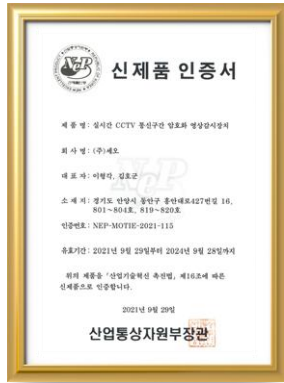 NEP
신제품 인증서
제 품 명: 실시간 CCTV 통신구간 암호화 영상감시장치
회 사 명: (주)세오
대 표 자: 이형각, 김호군
소 재 지: 경기도 안양시 동안구 흥안대로427번길 16,
801~804호, 819~820호
인증번호: NEP-MOTIE-2021-115
유효기간: 2021년 9월 29일부터 2024년 9월 28일까지
위의 제품을 「산업기술혁신 촉진법」 제16조에 따른
신제품으로 인증합니다.
2021년 9월 29일
산업통상자원부장관